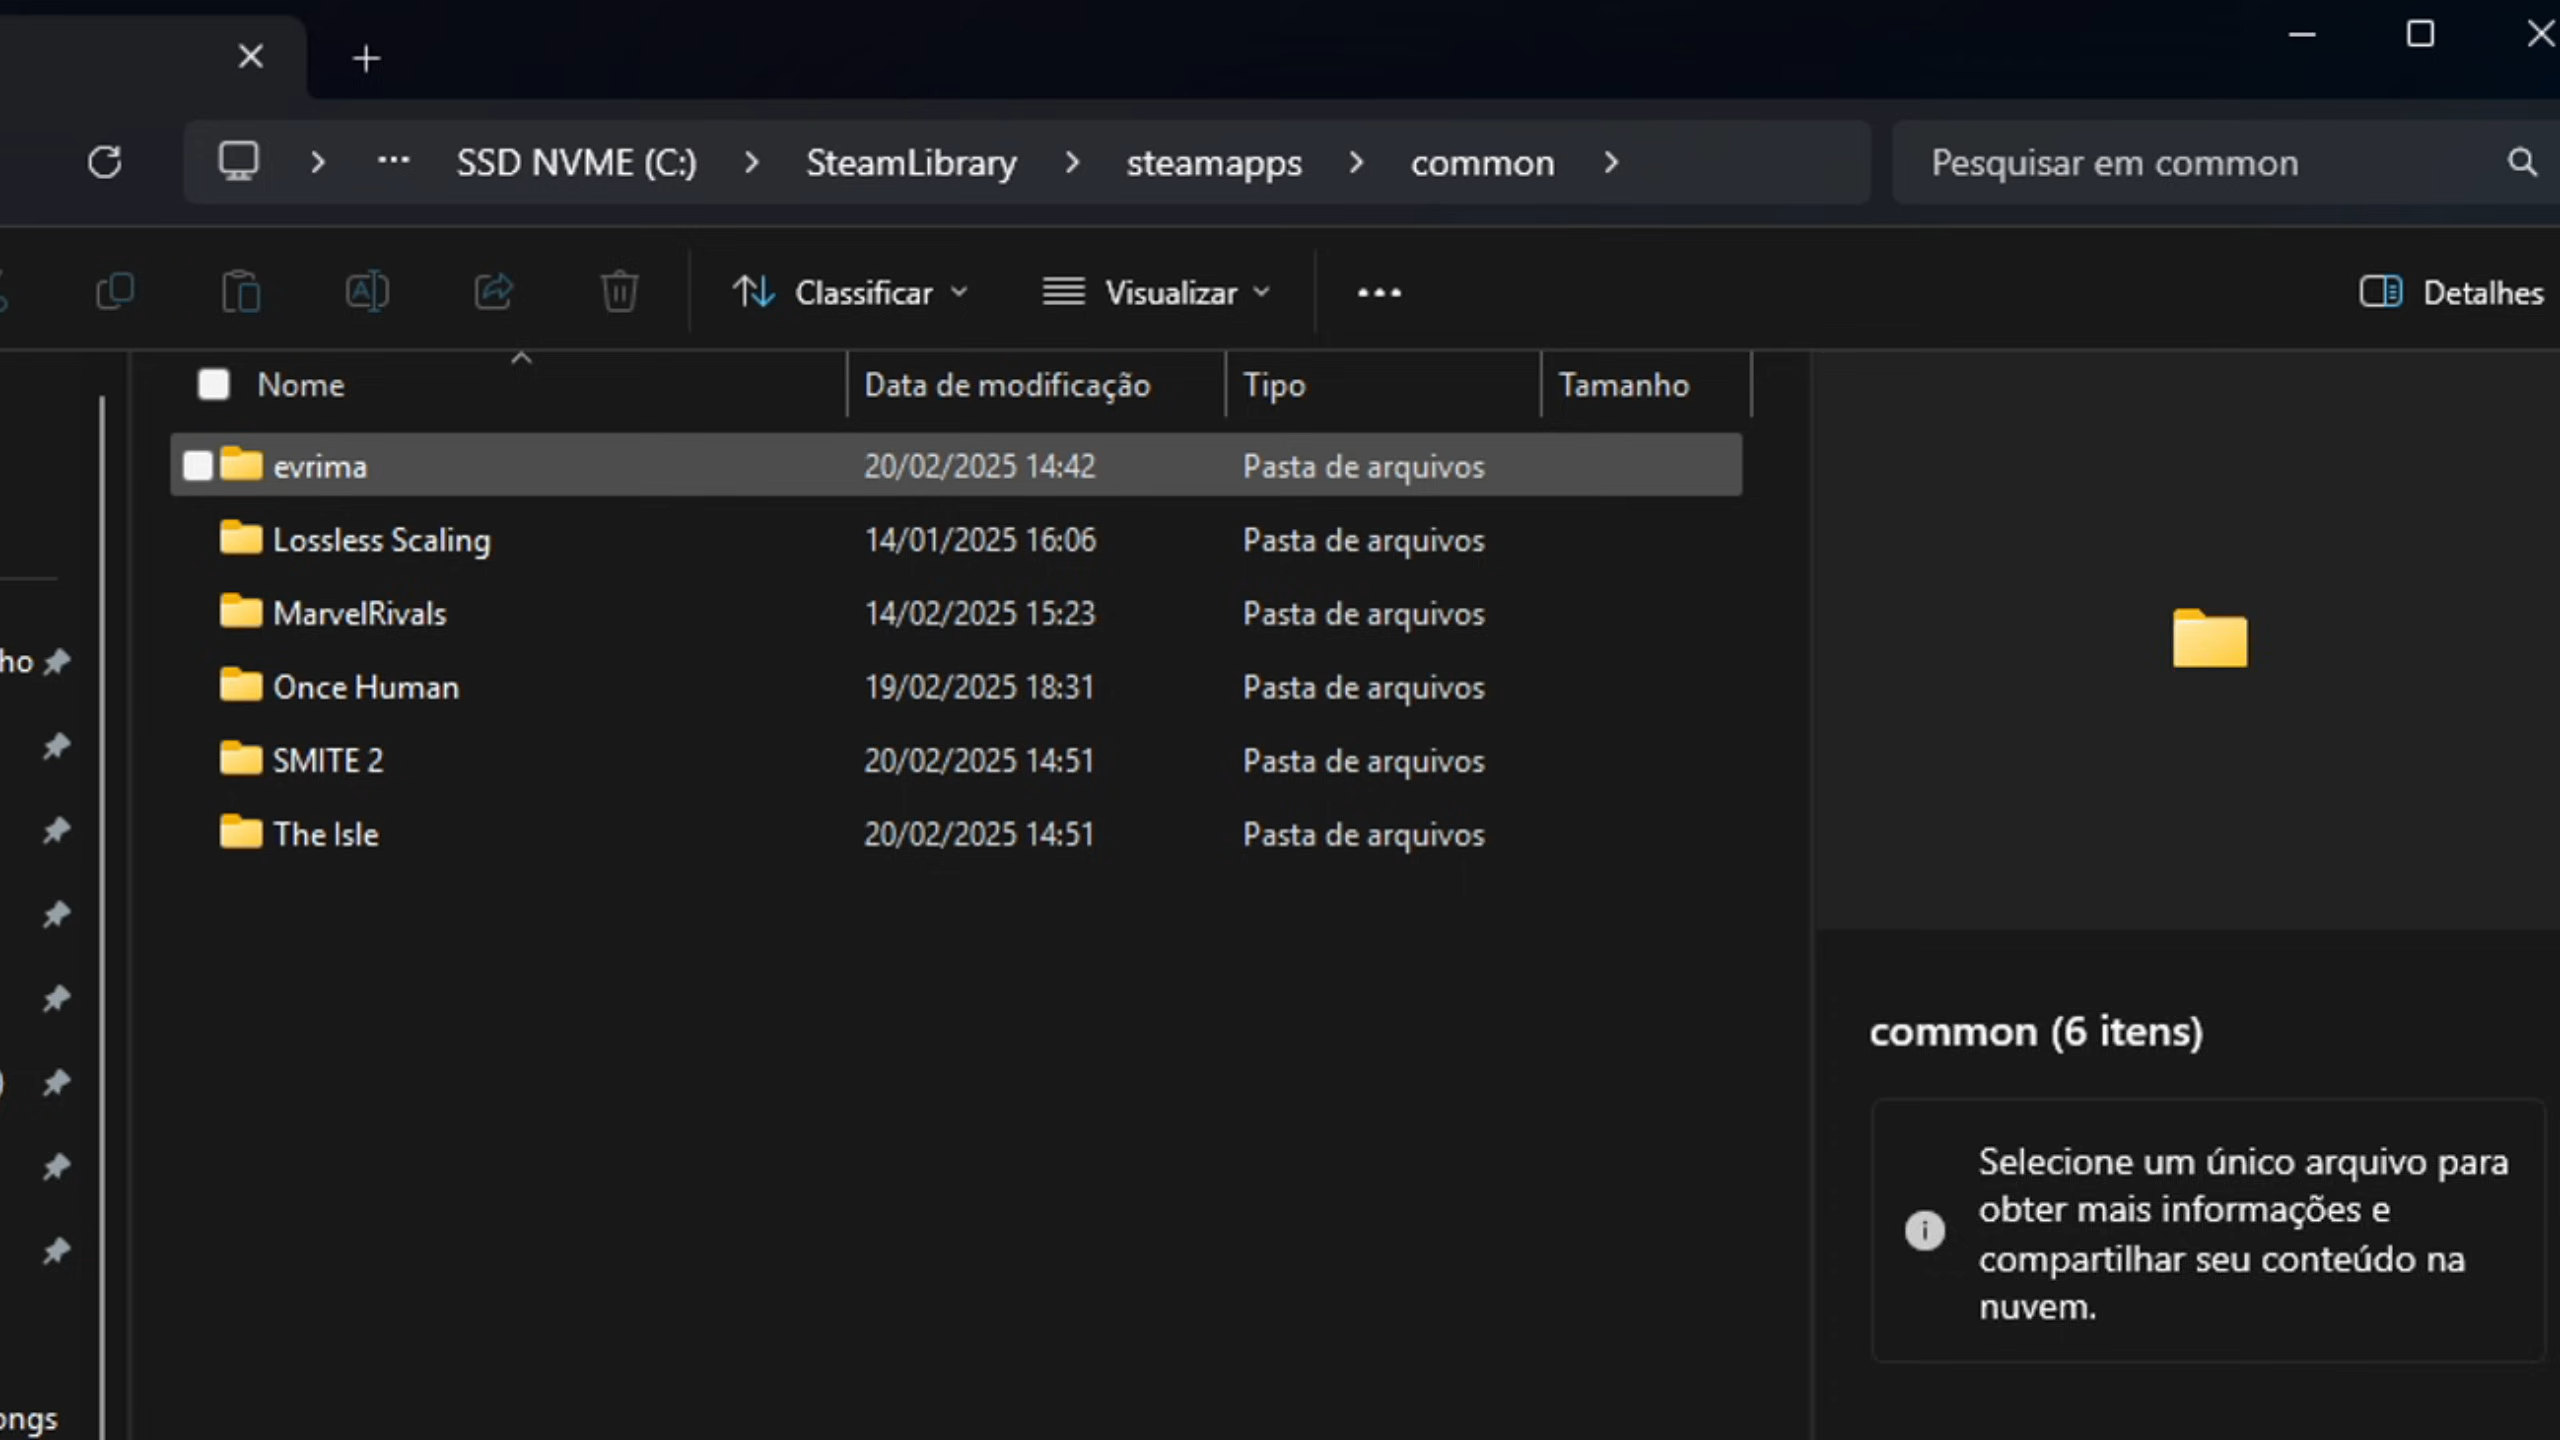 SSD NVME (C:) SteamLibrary steamapps common Pesquisar em common
Classificar Visualizar Detalhes
Nome Data de modificação Tipo Tamanho
evrima 20/02/2025 14:42 Pasta de arquivos
Lossless Scaling 14/01/2025 16:06 Pasta de arquivos
MarvelRivals 14/02/2025 15:23 Pasta de arquivos
Once Human 19/02/2025 18:31 Pasta de arquivos
SMITE 2 20/02/2025 14:51 Pasta de arquivos
The Isle 20/02/2025 14:51 Pasta de arquivos
common (6 itens)
Selecione um único arquivo para
obter mais informações e
compartilhar seu conteúdo na
nuvem.